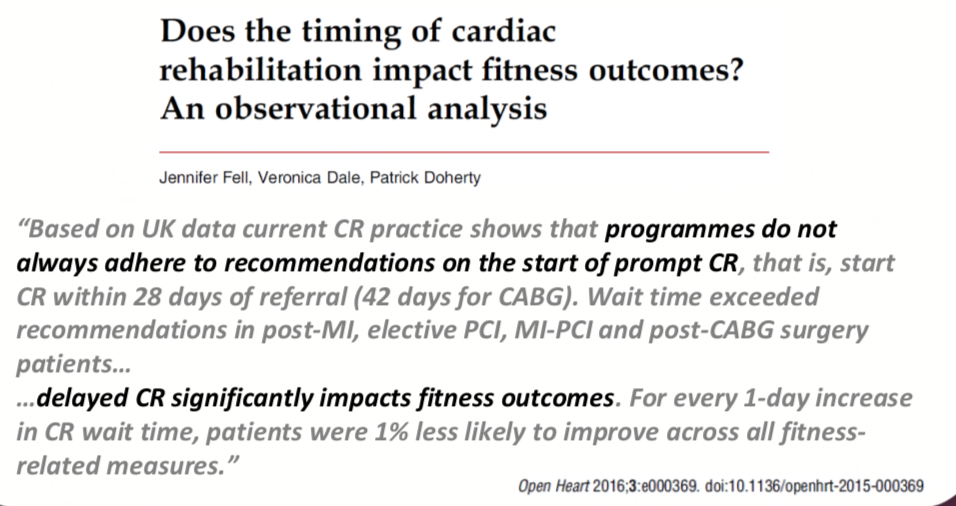 Does the timing of cardiac
rehabilitation impact fitness outcomes?
An observational analysis
Jennifer Fell, Veronica Dale, Patrick Doherty
“Based on UK data current CR practice shows that programmes do not
always adhere to recommendations on the start of prompt CR, that is, start
CR within 28 days of referral (42 days for CABG). Wait time exceeded
recommendations in post-MI, elective PCI, MI-PCI and post-CABG surgery
patients...
...delayed CR significantly impacts fitness outcomes. For every 1-day increase
in CR wait time, patients were 1% less likely to improve across all fitness-
related measures.”
Open Heart 2016;3:e000369. doi:10.1136/openhrt-2015-000369